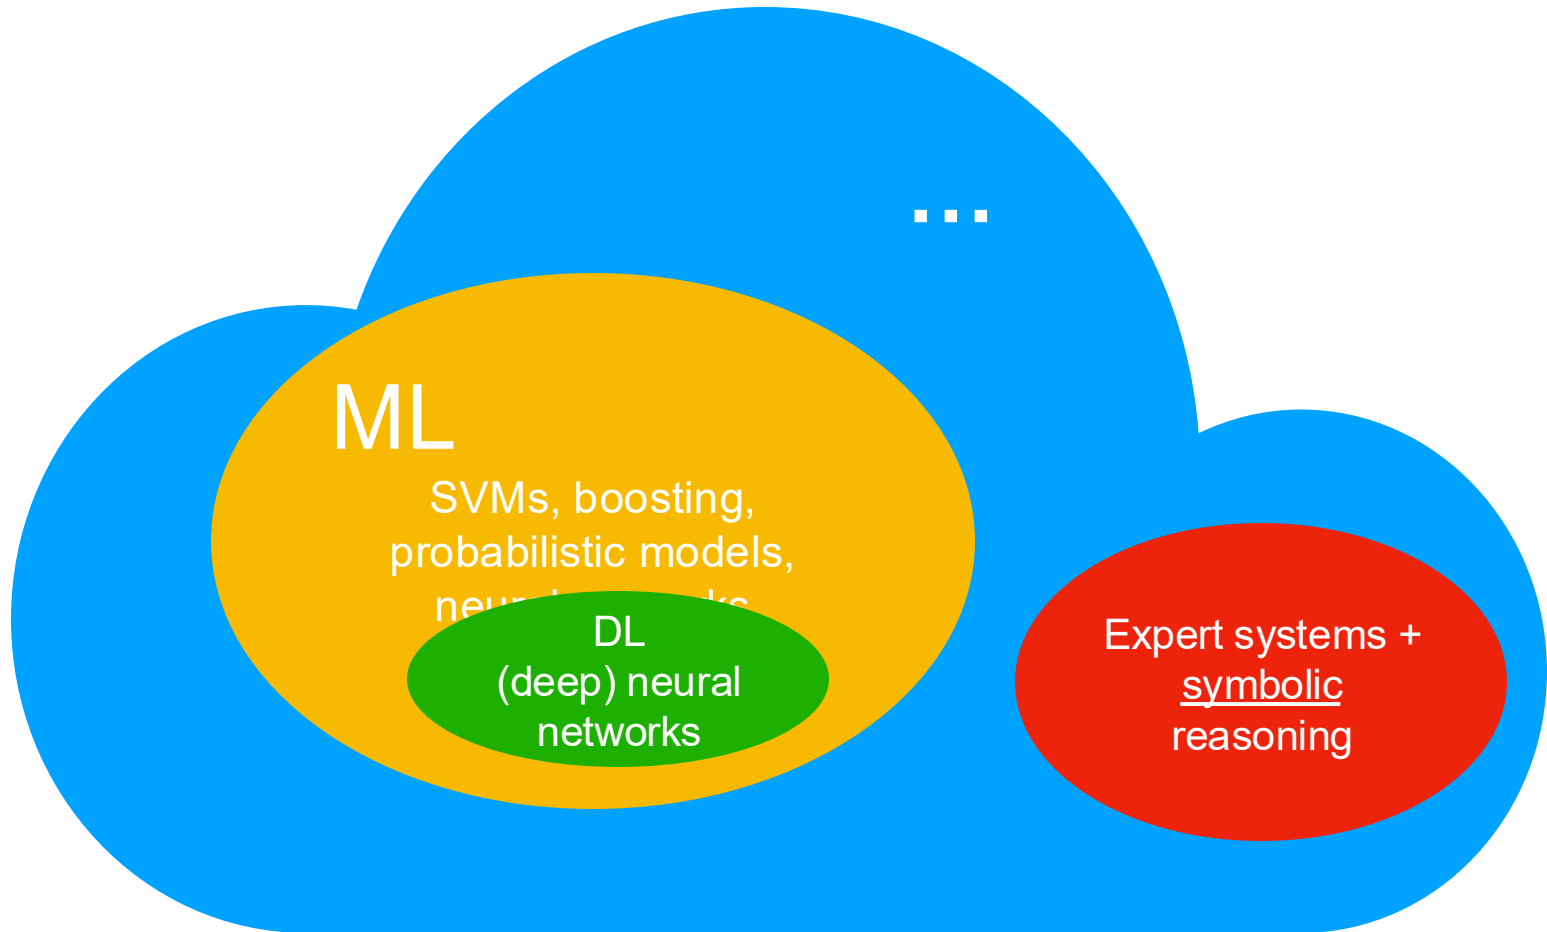 ...
ML
SVMs, boosting,
probabilistic models,
DL
(deep) neural
networks
Expert systems +
symbolic
reasoning